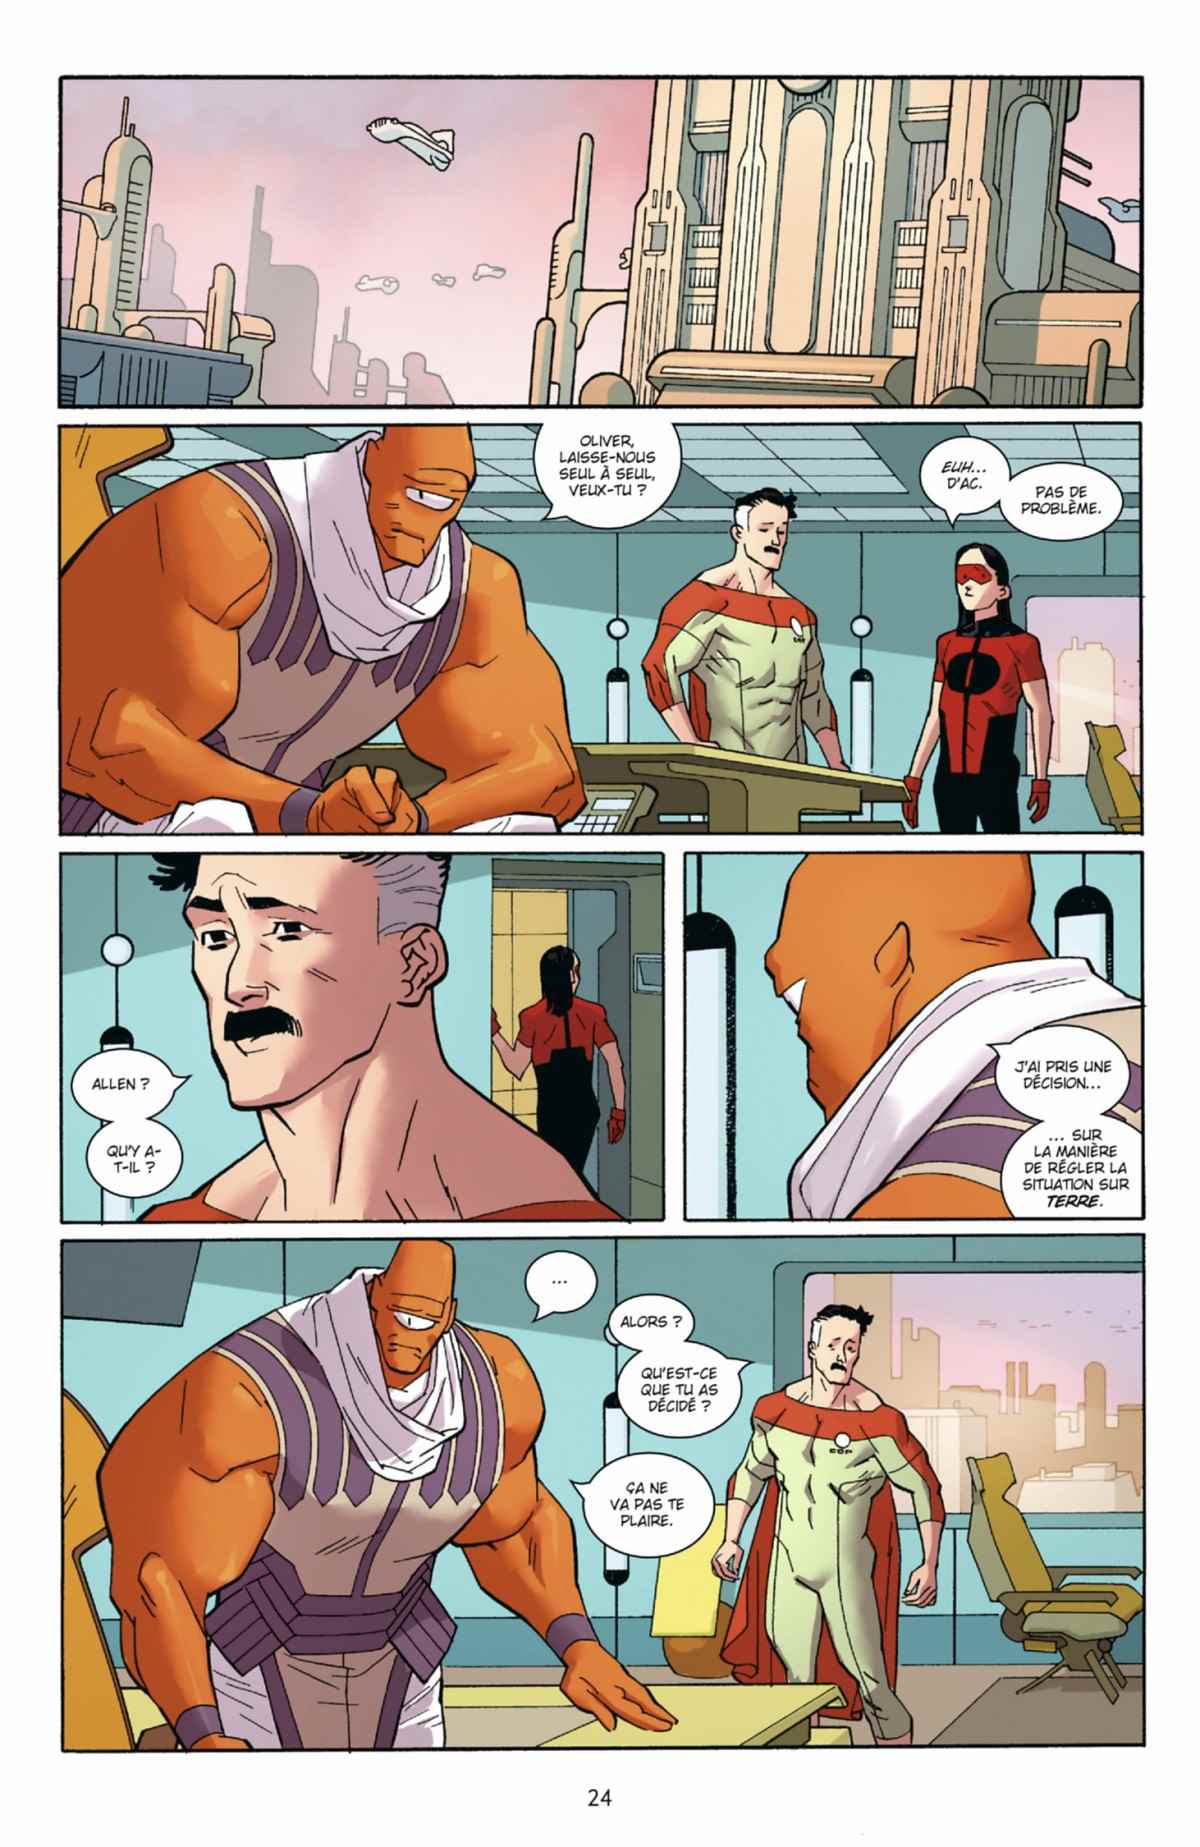 OLIVER,
LAISSE-NOUS
SEUL À SEUL,
VEUX-TU ?
EUH...
D'AC.
PAS DE
PROBLÈME.
ALLEN ?
QU'Y A-
T-IL ?
J'AI PRIS UNE
DÉCISION...
... SUR
LA MANIÈRE
DE RÉGLER LA
SITUATION SUR
TERRE.
...
ALORS ?
QU'EST-CE
QUE TU AS
DÉCIDÉ ?
ÇA NE
VA PAS TE
PLAIRE.
COP
24